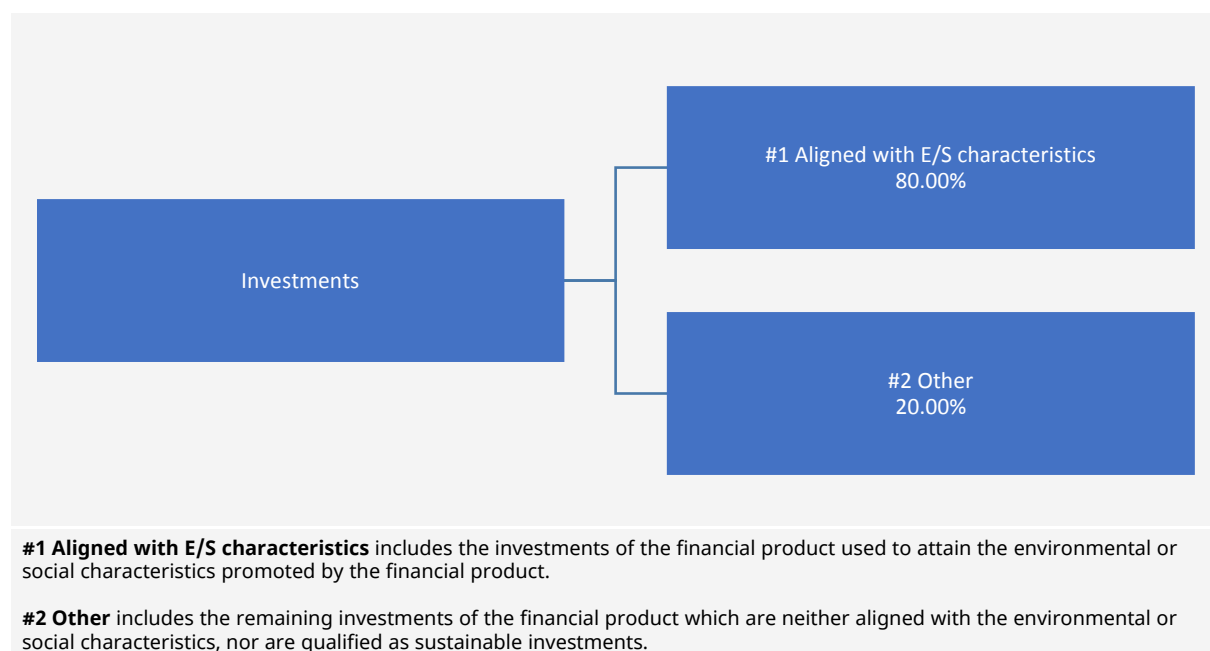 #1 Aligned with E/S characteristics
80.00%
Investments
#2 Other
20.00%
#1 Aligned with E/S characteristics includes the investments of the financial product used to attain the environmental or
social characteristics promoted by the financial product.
#2 Other includes the remaining investments of the financial product which are neither aligned with the environmental or
social characteristics, nor are qualified as sustainable investments.